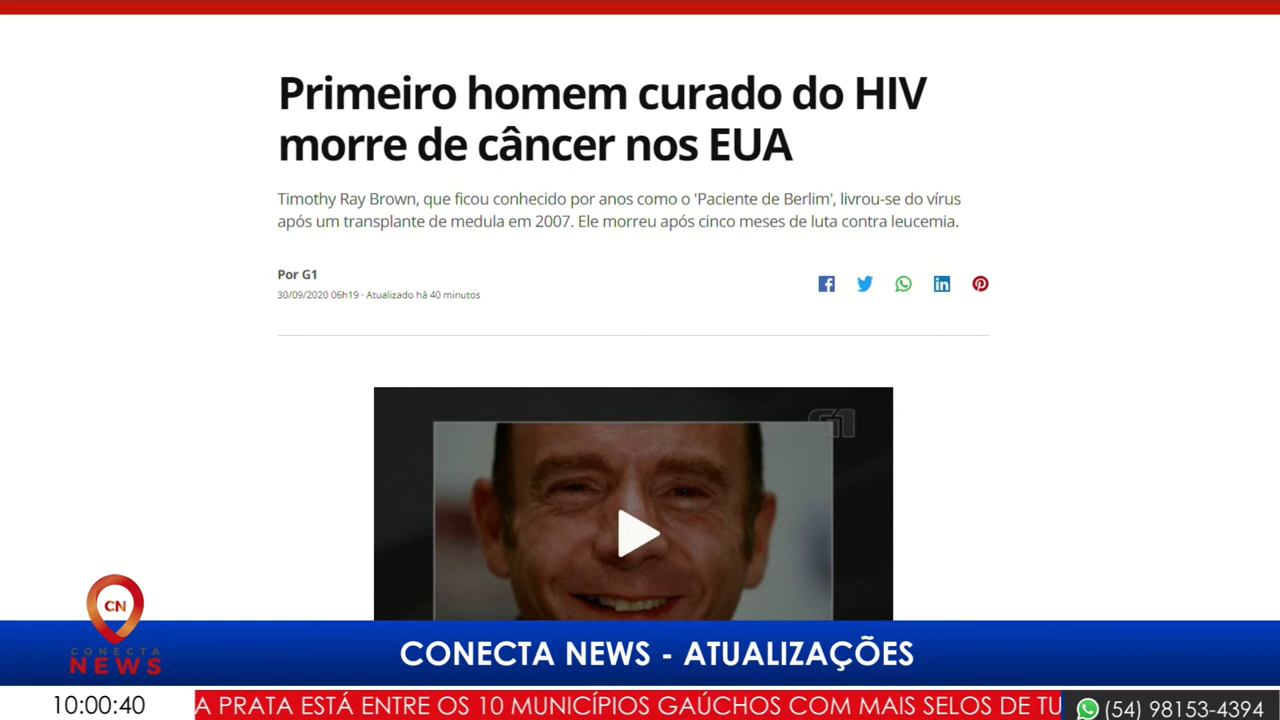 Primeiro homem curado do HIV
morre de câncer nos EUA
Timothy Ray Brown, que ficou conhecido por anos como o 'Paciente de Berlim', livrou-se do vírus
após um transplante de medula em 2007. Ele morreu após cinco meses de luta contra leucemia.
Por G1
30/09/2020 06h19 · Atualizado há 40 minutos
G1
CN
CONECTA
NEWS
CONECTA NEWS - ATUALIZAÇÕES
10:00:40
A PRATA ESTÁ ENTRE OS 10 MUNICÍPIOS GAÚCHOS COM MAIS SELOS DE TU
(54) 98153-4394